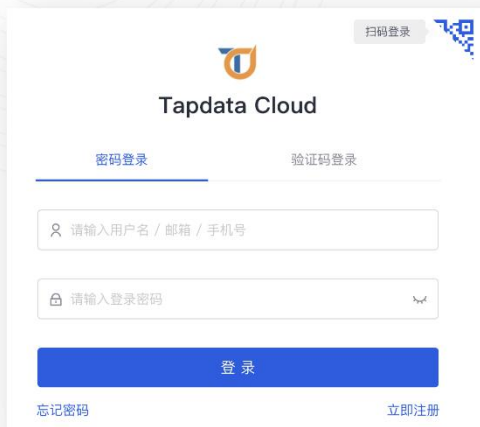 扫码登录
Tapdata Cloud
密码登录 验证码登录
请输入用户名 / 邮箱 / 手机号
请输入登录密码
登 录
忘记密码 立即注册